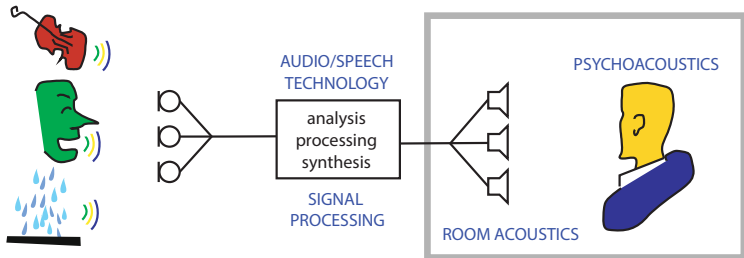 AUDIO/SPEECH
TECHNOLOGY
analysis
processing
synthesis
SIGNAL
PROCESSING
PSYCHOACOUSTICS
ROOM ACOUSTICS